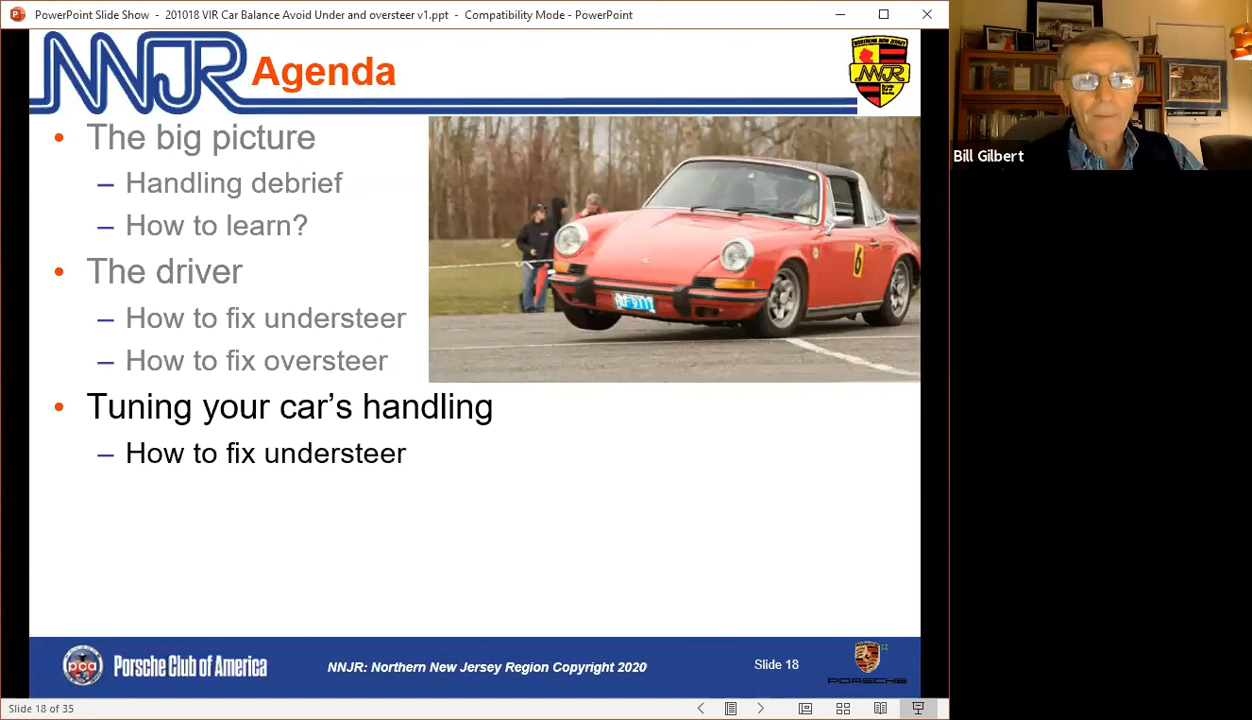 PowerPoint Slide Show - 201018 VIR Car Balance Avoid Under and oversteer v1.ppt - Compatibility Mode - PowerPoint
NNJR Agenda
NNJR
• The big picture
– Handling debrief
– How to learn?
• The driver
– How to fix understeer
– How to fix oversteer
• Tuning your car's handling
– How to fix understeer
6
Bill Gilbert
pca Porsche Club of America
NNJR: Northern New Jersey Region Copyright 2020
Slide 18
PORSCHE
Slide 18 of 35